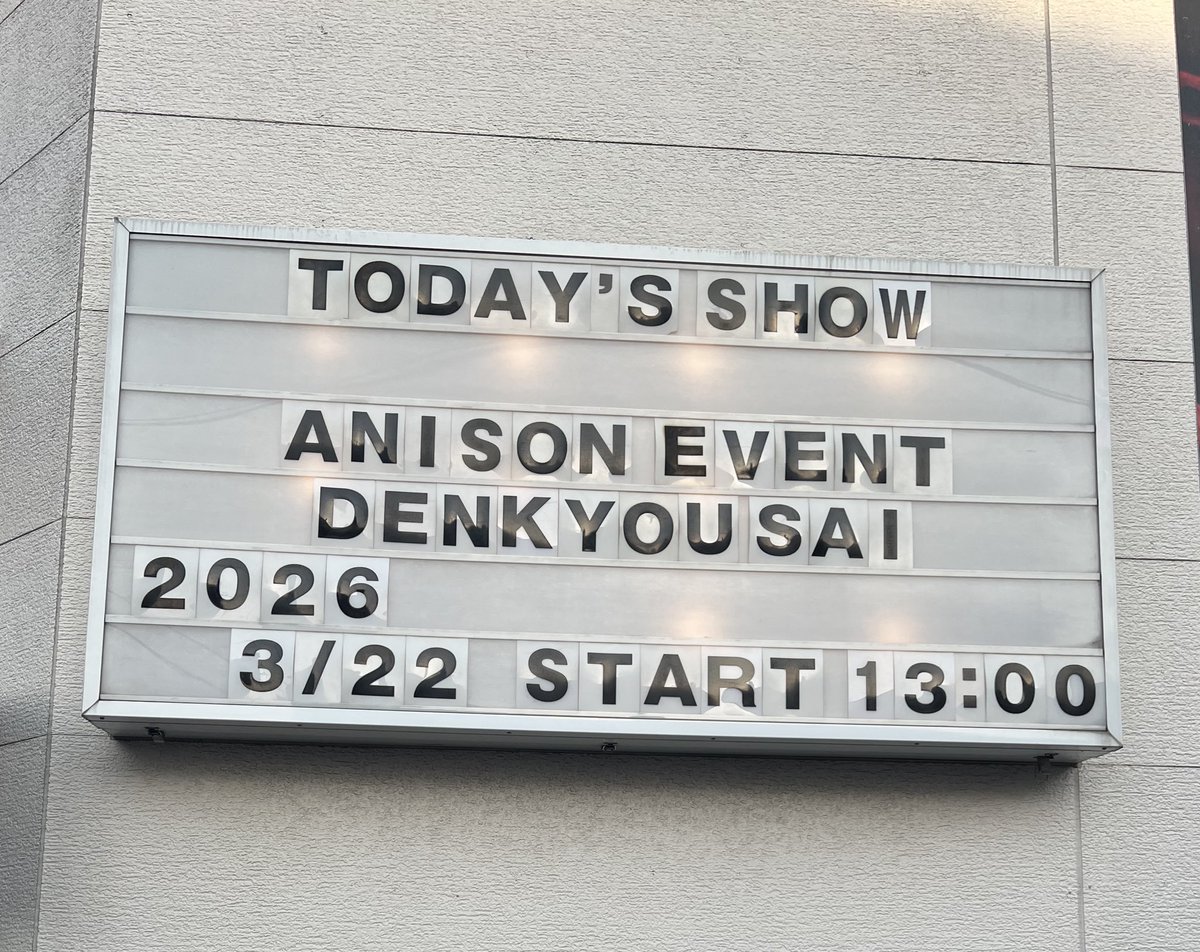 TODAY'S SHOW
ANISON EVENT
DENKYOUSAI
2026
3/22 START 13:00